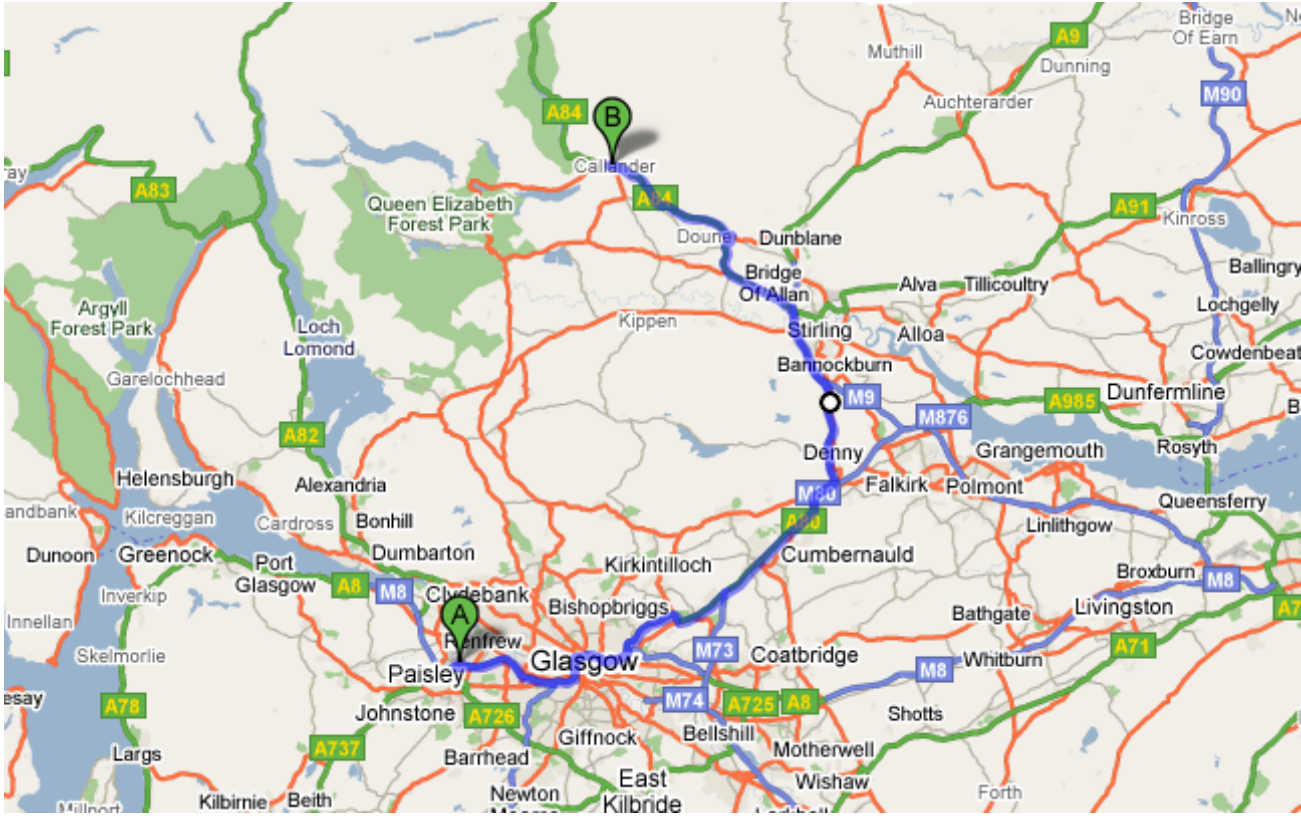 Bridge
Of Earn
A9
Muthill
Dunning
M90
A84
B
Auchterarder
Callander
A83
Queen Elizabeth
Forest Park
A84
A91
Kinross
Doune
Dunblane
Bridge
Of Allan
Alva
Tillicoultry
Ballingry
Argyll
Forest Park
Loch
Lomond
Kippen
Stirling
Alloa
Lochgelly
Cowdenbeat
Garelochhead
Bannockburn
M9
Dunfermline
A985
M876
A82
Denny
Grangemouth
Rosyth
Helensburgh
Alexandria
M80
Falkirk
Polmont
Queensferry
andbank
Kilcreggan
Cardross
Bonhill
A80
Linlithgow
Dunoon
Greenock
Port
Glasgow
Dumbarton
Kirkintilloch
Cumbernauld
Broxburn
M8
Inverkip
A8
M8
Clydebank
Bishopbriggs
Bathgate
Livingston
A7
Innellan
A
Renfrew
A71
Skelmorlie
Paisley
Glasgow
M73
Coatbridge
M8
Whitburn
esay
A78
Johnstone
A726
M74
A725
A8
Shotts
Largs
A737
Barrhead
Giffnock
Bellshill
Motherwell
Wishaw
Millport
Kilbirnie
Beith
Newton
East
Kilbride
Forth